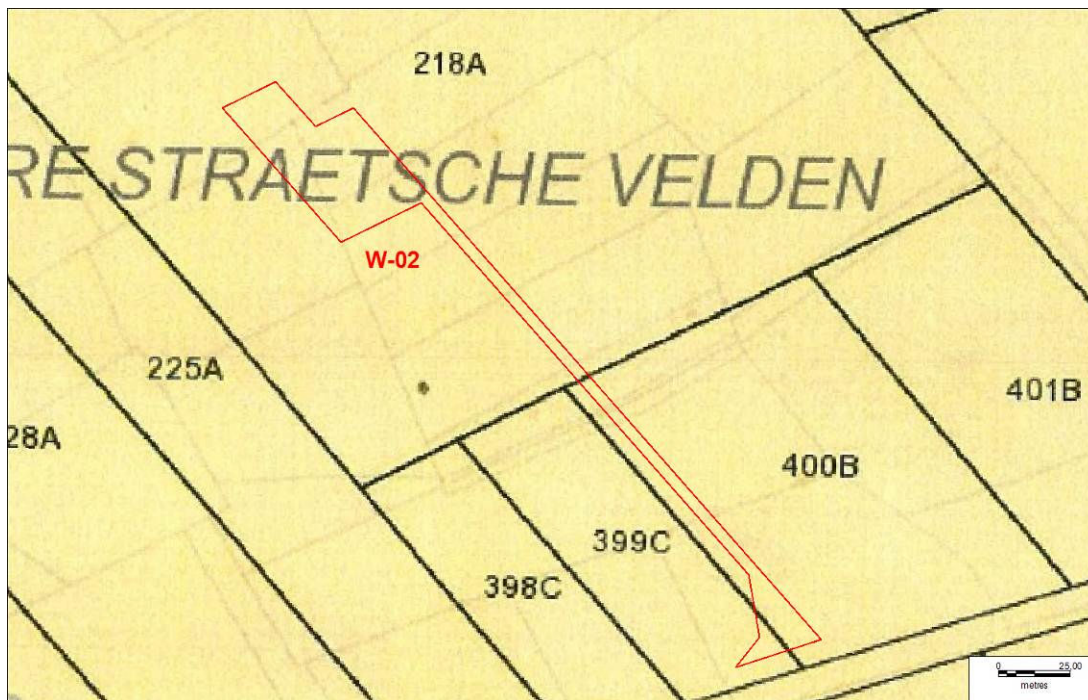 218A
RE STRAETSCHE VELDEN
W-02
225A
401B
28A
400B
399C
398C
0 25,00
metres